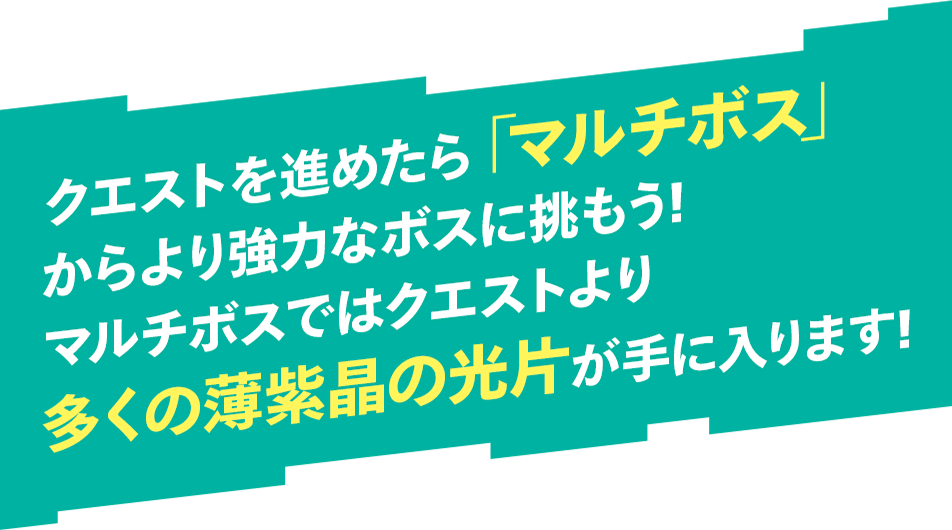 クエストを進めたら「マルチボス」
からより強力なボスに挑もう!
マルチボスではクエストより
多くの薄紫晶の光片が手に入ります!